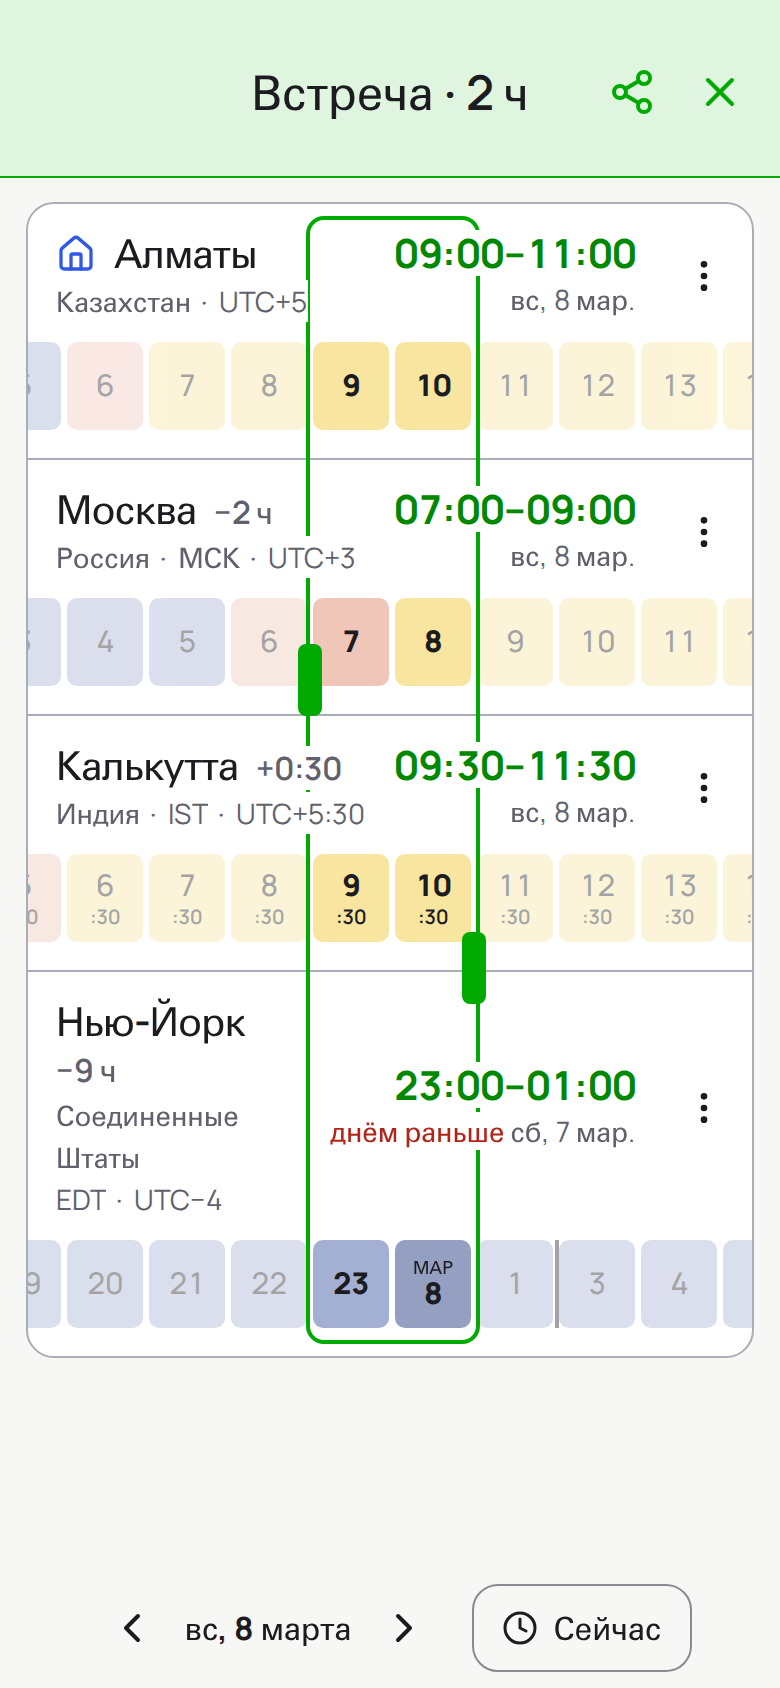 Встреча · 2 ч
Алматы
09:00–11:00
Казахстан · UTC+5
вс, 8 мар.
6 7 8 9 10 11 12 13
Москва −2 ч
07:00–09:00
Россия · МСК · UTC+3
вс, 8 мар.
4 5 6 7 8 9 10 11
Калькутта +0:30
09:30–11:30
Индия · IST · UTC+5:30
вс, 8 мар.
6 7 8 9 10 11 12 13
:30 :30 :30 :30 :30 :30 :30 :30
Нью-Йорк
−9 ч
23:00–01:00
Соединенные
Штаты
днём раньше сб, 7 мар.
EDT · UTC−4
МАР
20 21 22 23 8 1 3 4
вс, 8 марта
Сейчас